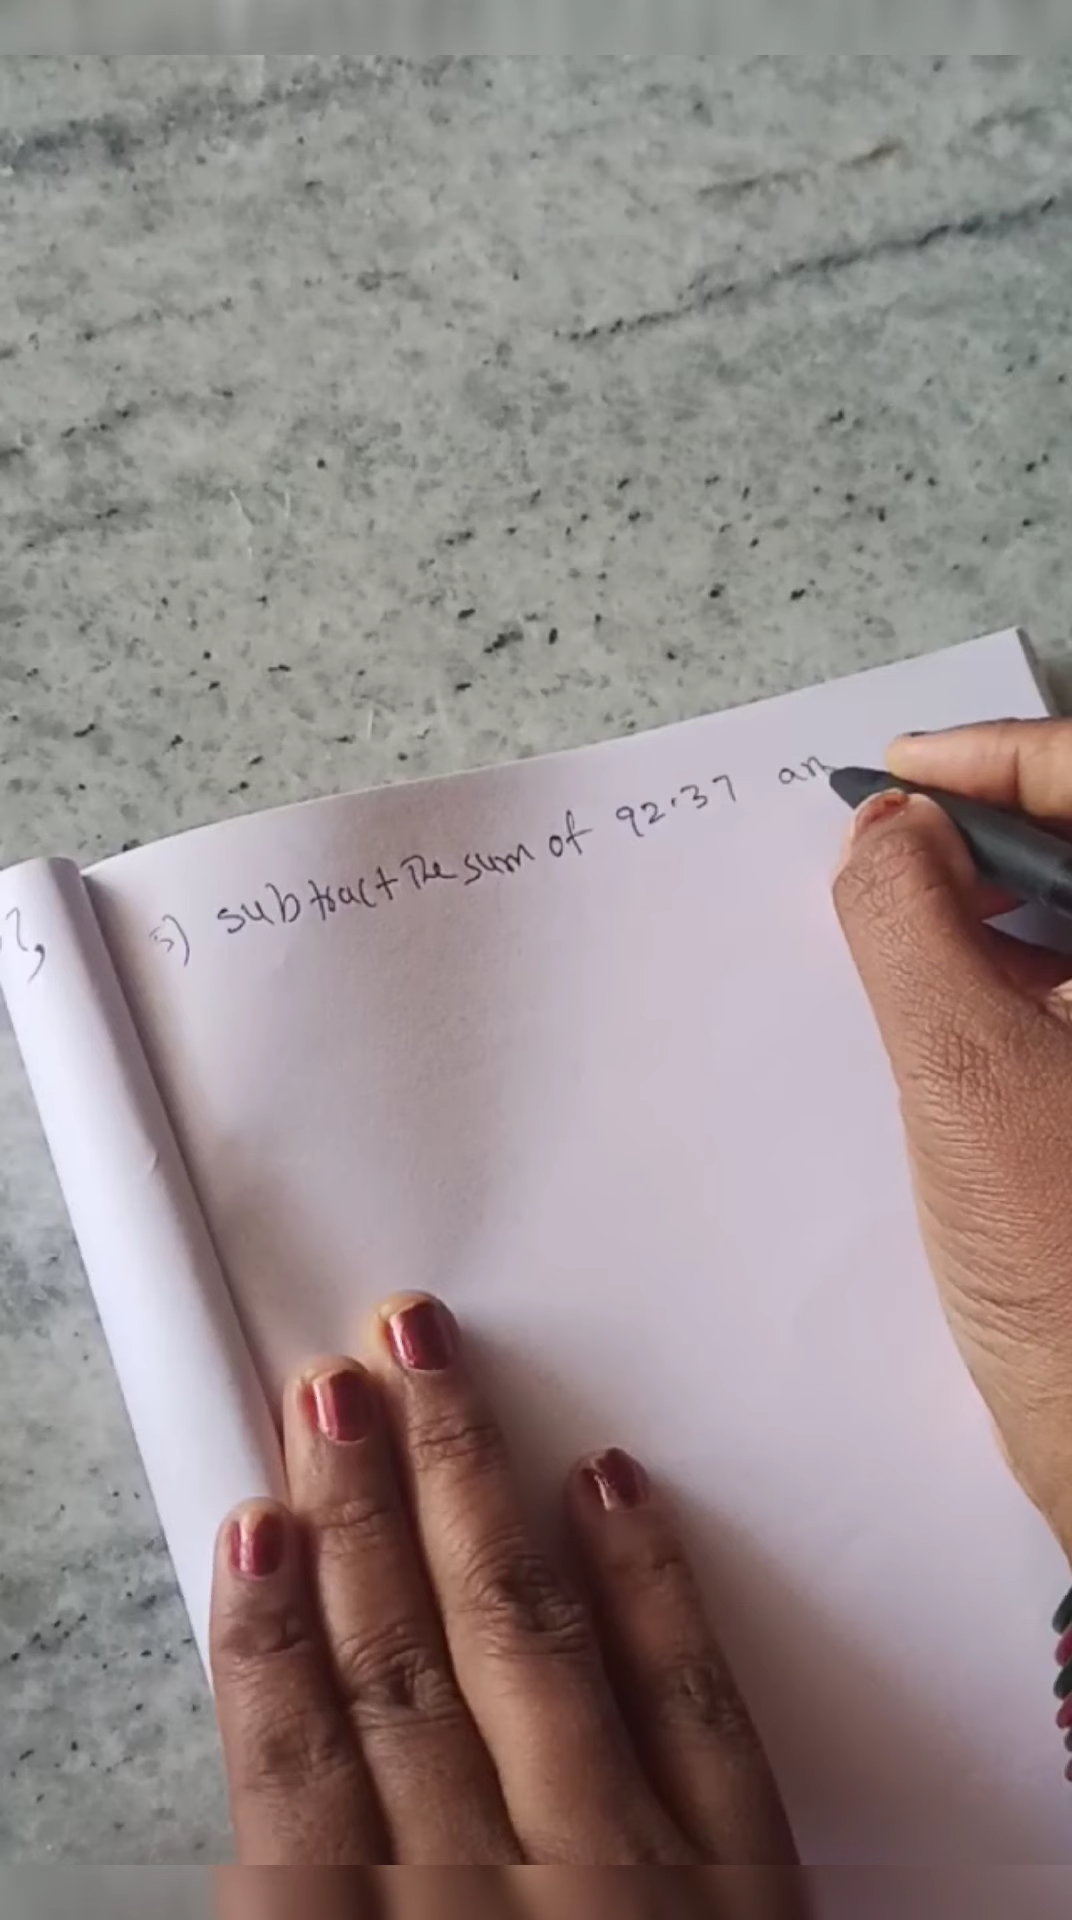 5) subtract the sum of 92.37 an